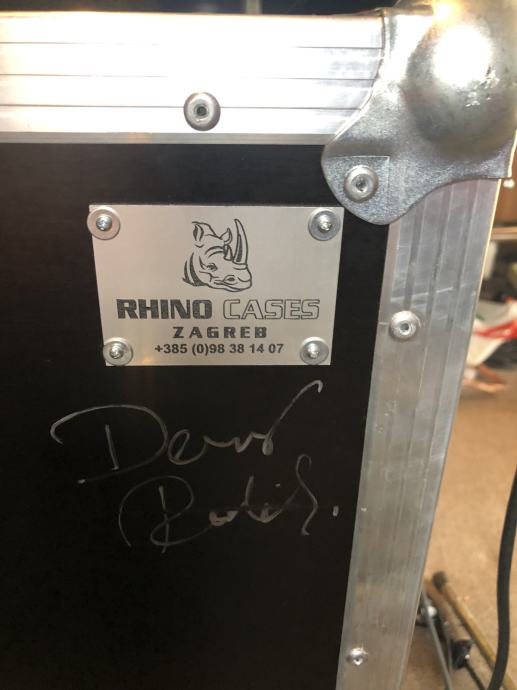 RHINO CASES
ZAGREB
+385 (0)98 38 14 07